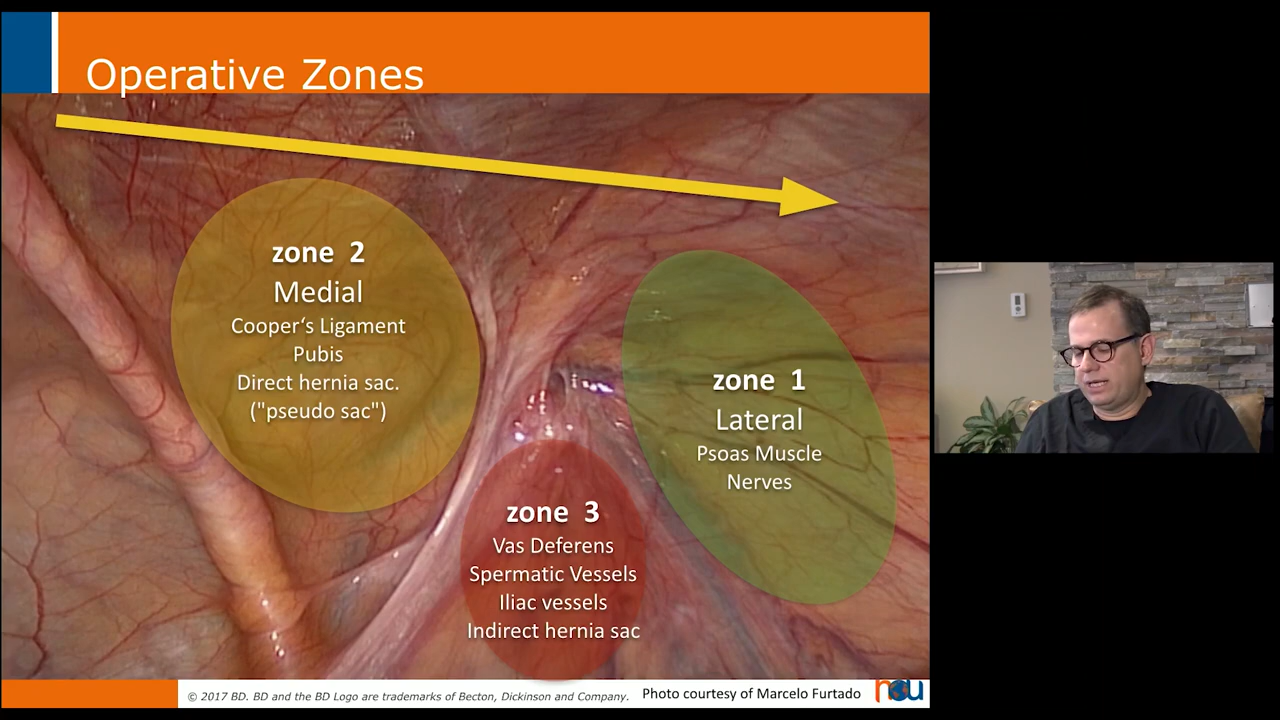 Operative Zones
zone 2
Medial
Cooper‘s Ligament
Pubis
Direct hernia sac.
("pseudo sac")
zone 1
Lateral
Psoas Muscle
Nerves
zone 3
Vas Deferens
Spermatic Vessels
Iliac vessels
Indirect hernia sac
© 2017 BD. BD and the BD Logo are trademarks of Becton, Dickinson and Company.
Photo courtesy of Marcelo Furtado